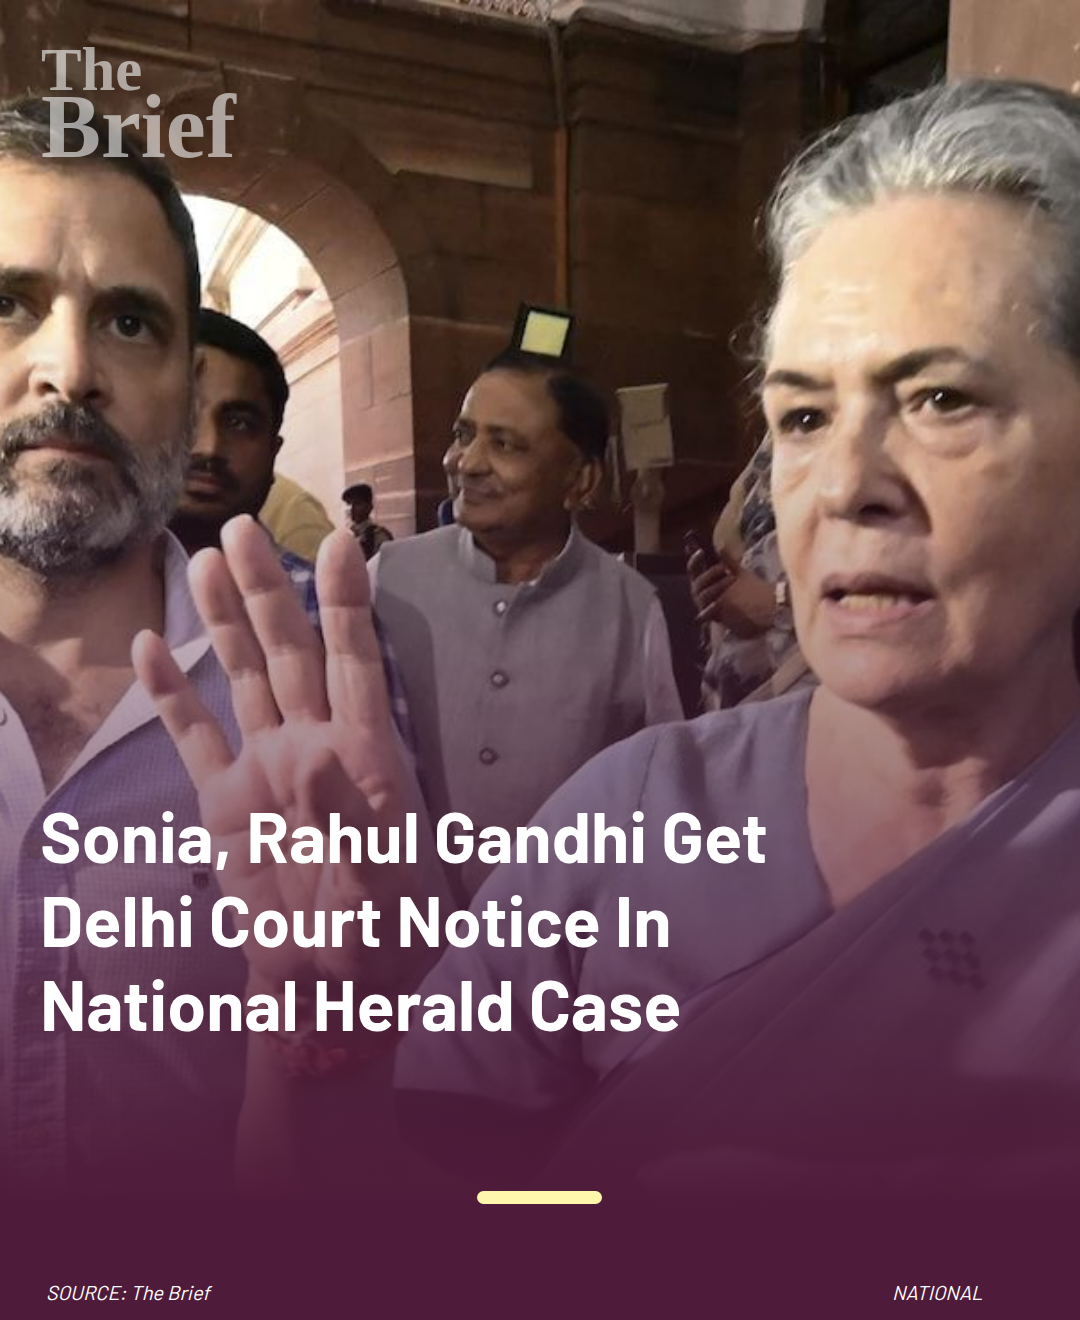 The
Brief
Sonia, Rahul Gandhi Get
Delhi Court Notice In
National Herald Case
SOURCE: The Brief
NATIONAL